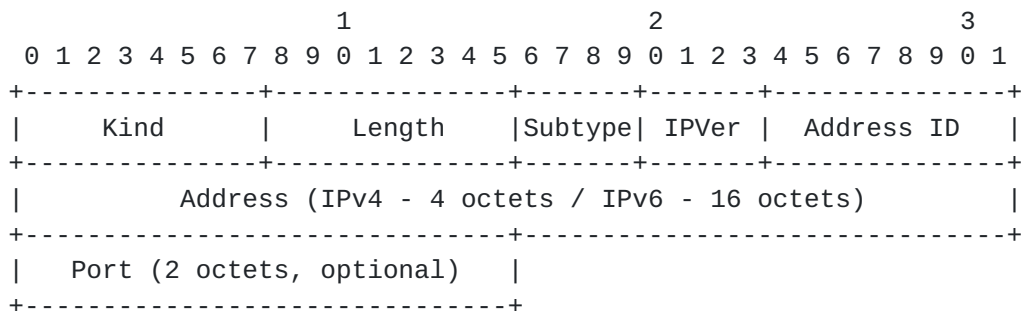 1                   2                   3
 0 1 2 3 4 5 6 7 8 9 0 1 2 3 4 5 6 7 8 9 0 1 2 3 4 5 6 7 8 9 0 1
+---------------+---------------+-------+-------+---------------+
|     Kind      |     Length    |Subtype| IPVer |  Address ID   |
+---------------+---------------+-------+-------+---------------+
|          Address (IPv4 - 4 octets / IPv6 - 16 octets)         |
+-------------------------------+-------------------------------+
|   Port (2 octets, optional)   |
+-------------------------------+